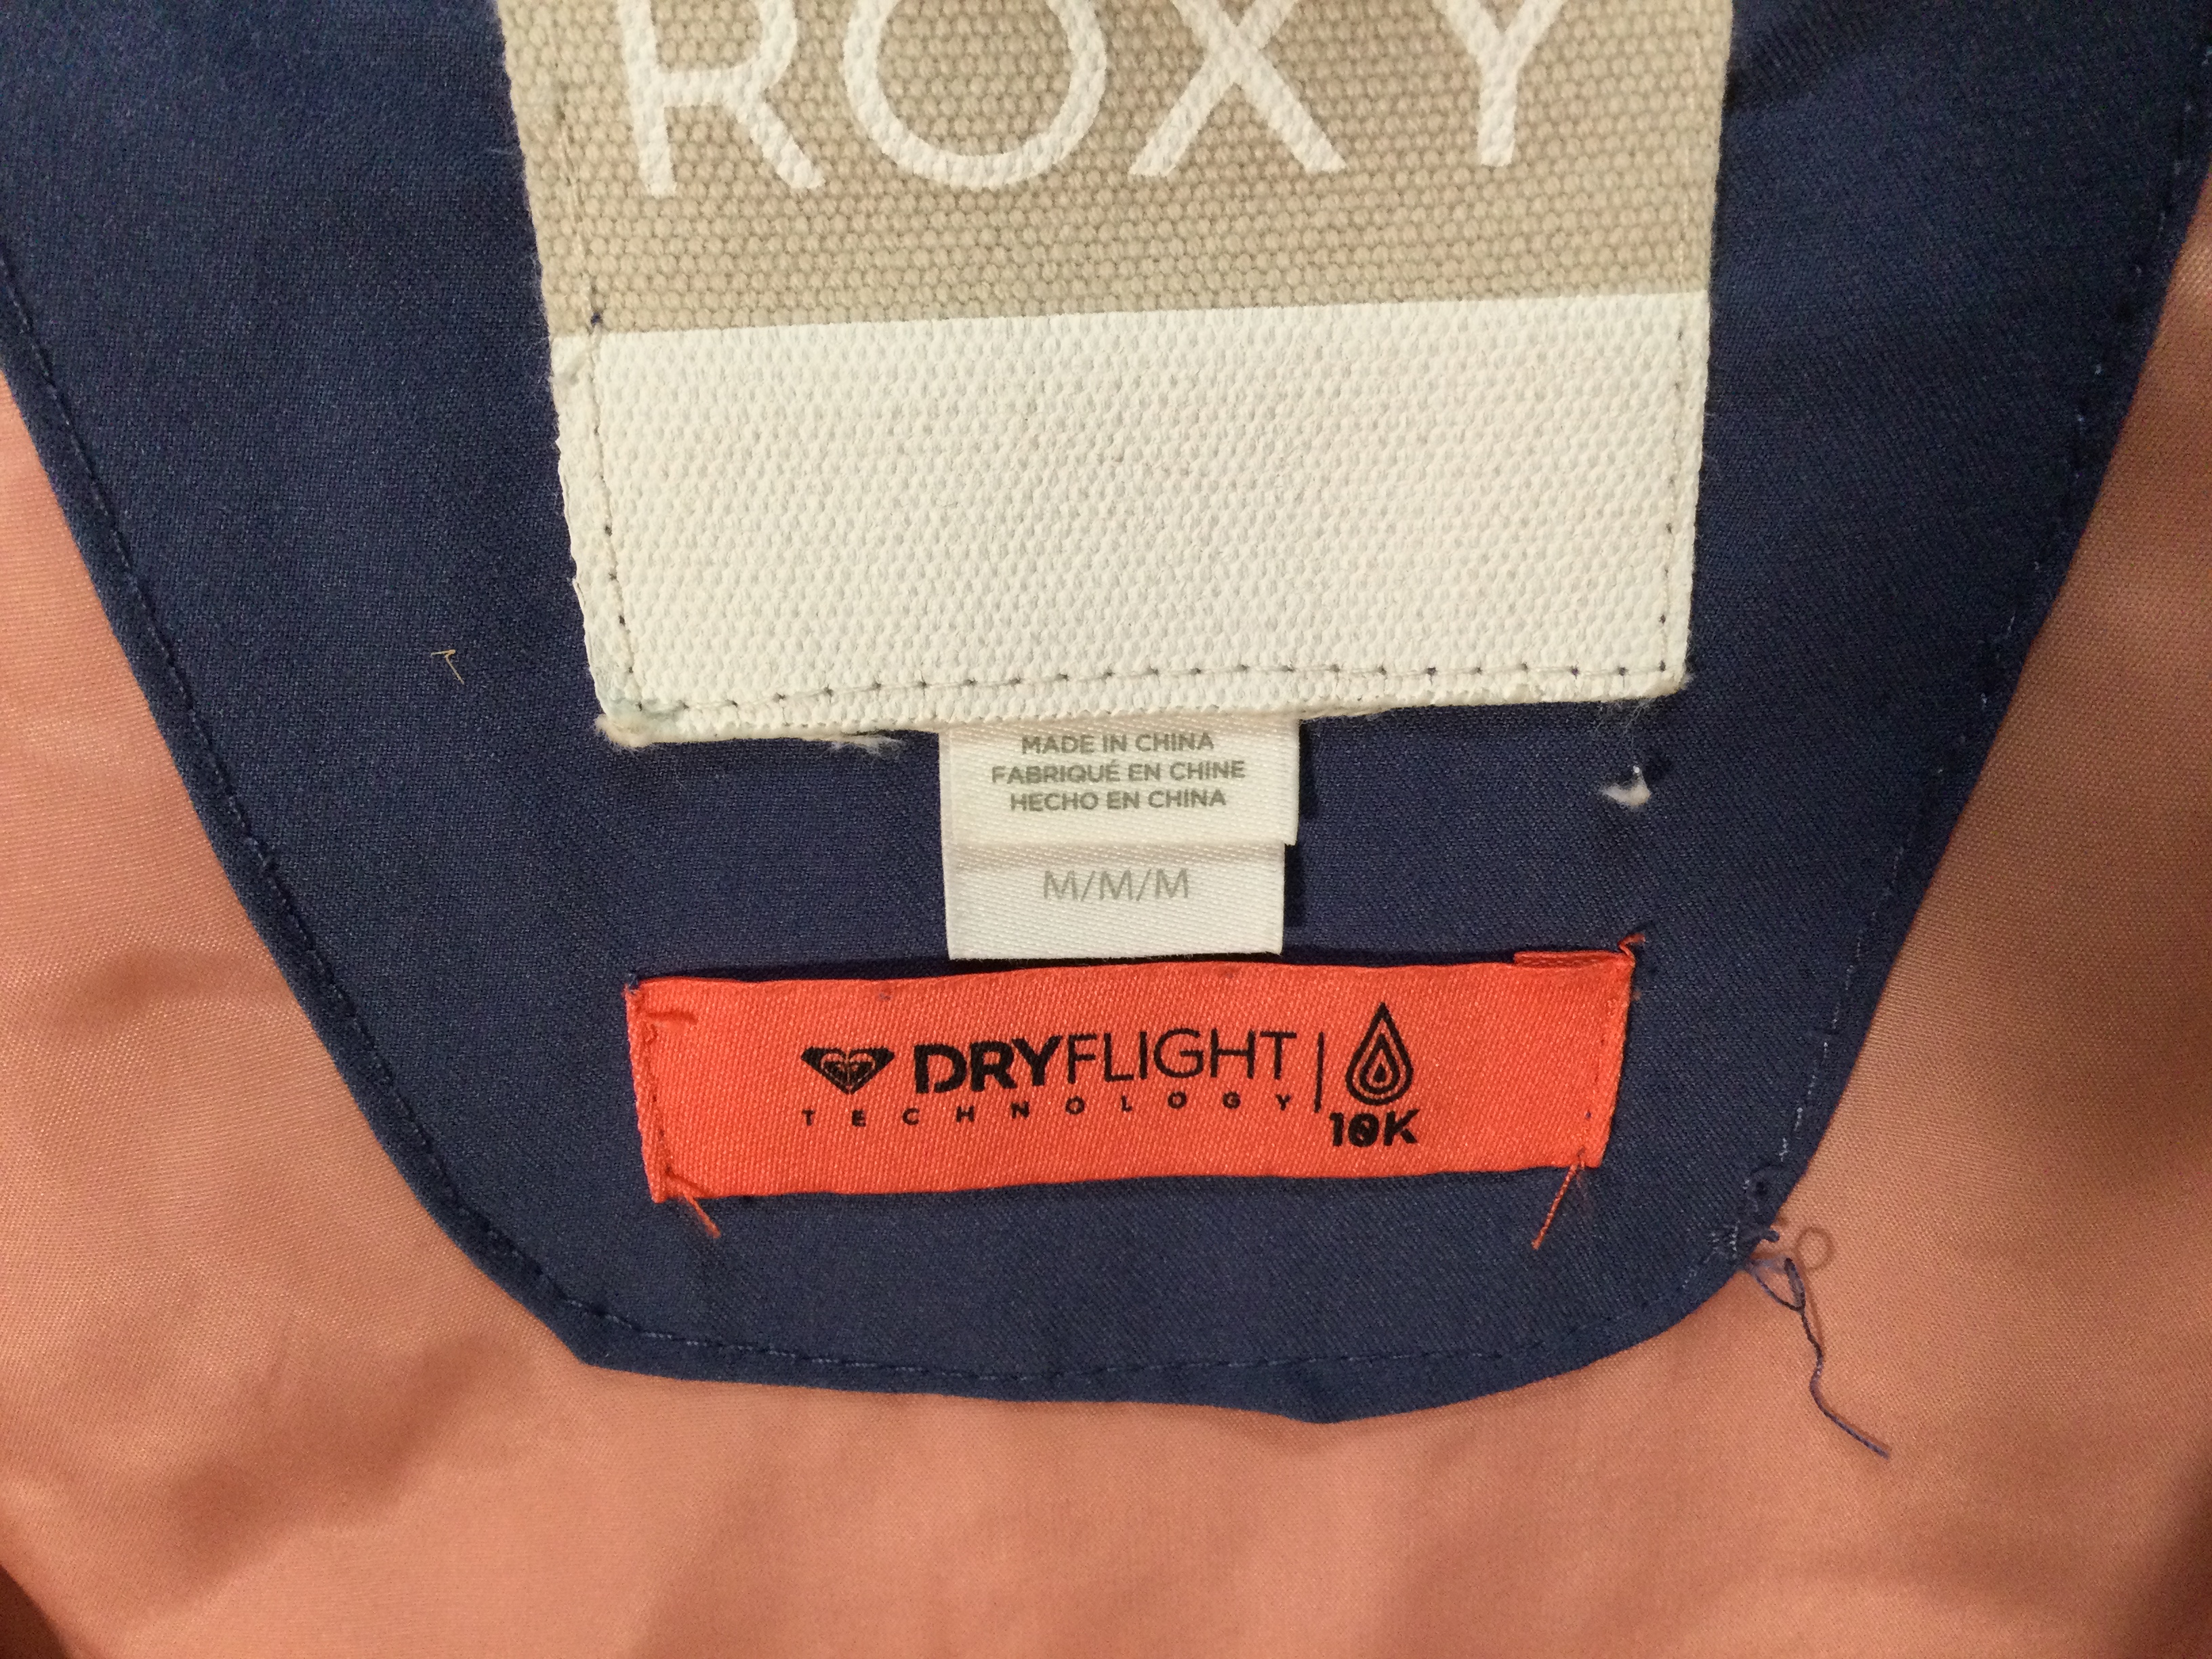 ROXY
MADE IN CHINA
FABRIQUÉ EN CHINE
HECHO EN CHINA
M/M/M
DRYFLIGHT
TECHNOLOGY
10K